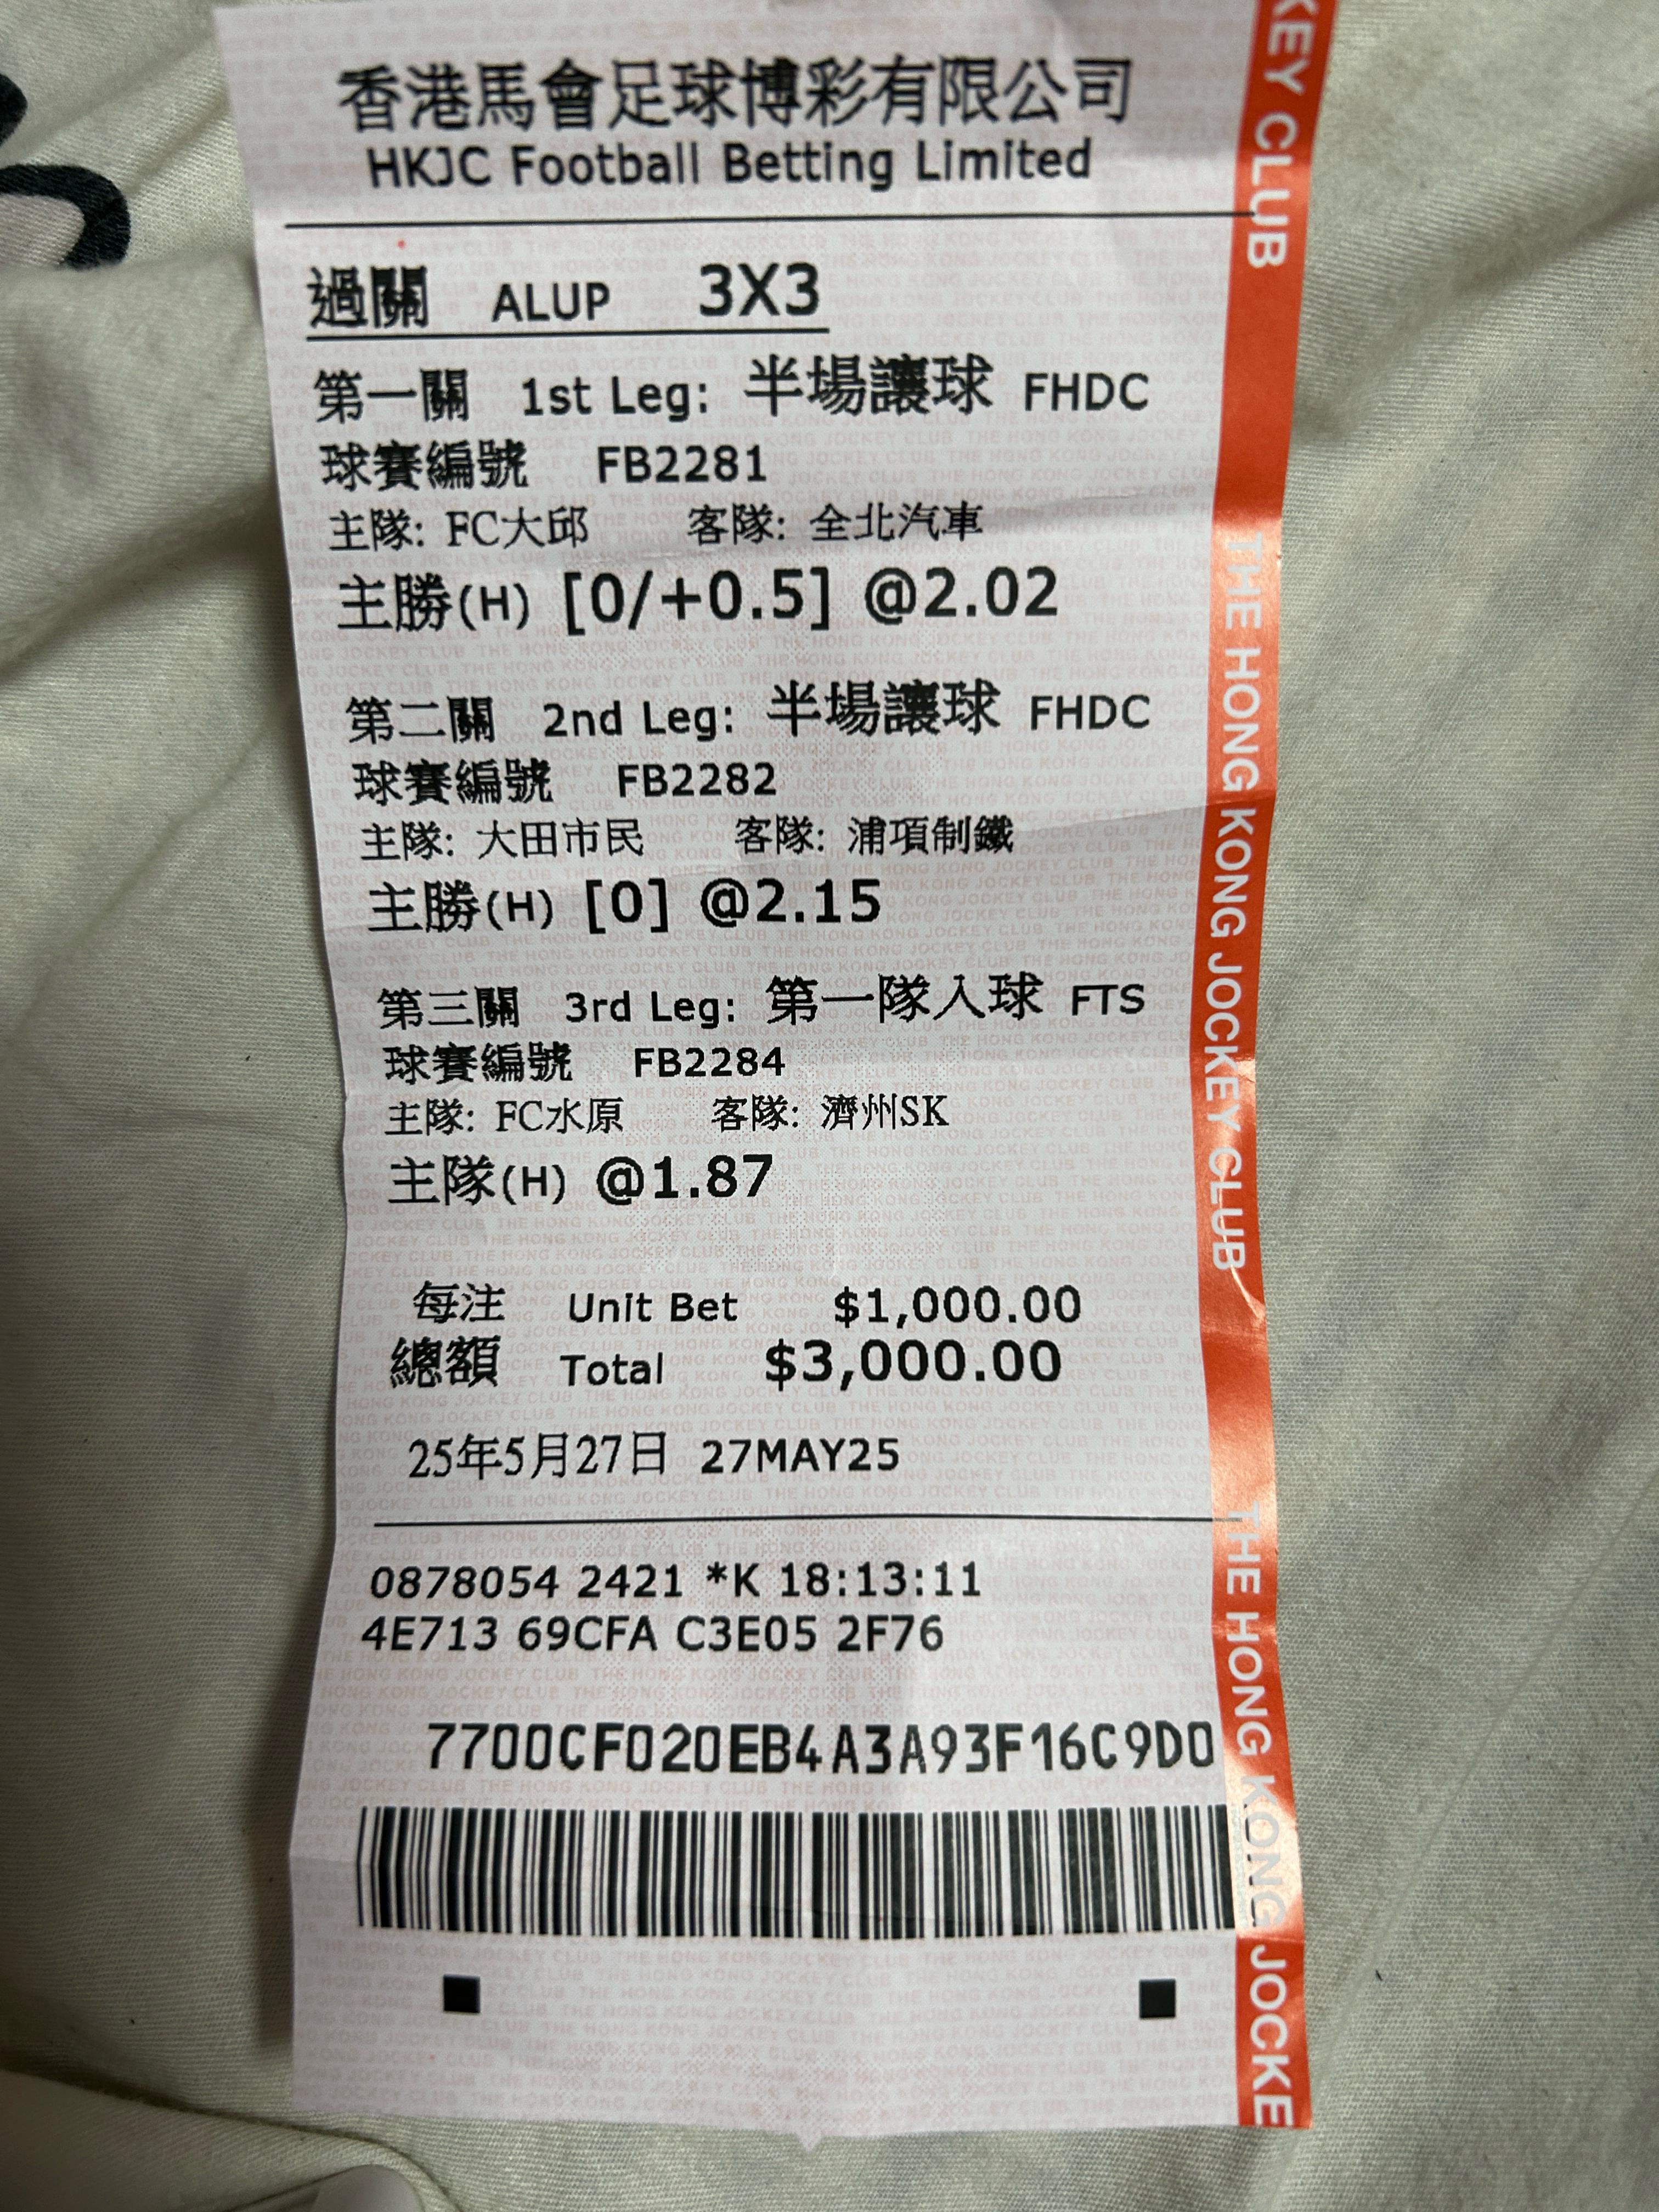 香港馬會足球博彩有限公司
HKJC Football Betting Limited
過關 ALUP 3X3
第一關 1st Leg: 半場讓球 FHDC
球賽編號 FB2281
主隊: FC大邱 客隊: 全北汽車
主勝(H) [0/+0.5] @2.02
第二關 2nd Leg: 半場讓球 FHDC
球賽編號 FB2282
主隊: 大田市民 客隊: 浦項制鐵
主勝(H) [0] @2.15
第三關 3rd Leg: 第一隊入球 FTS
球賽編號 FB2284
主隊: FC水原 客隊: 濟州SK
主隊(H) @1.87
每注 Unit Bet $1,000.00
總額 Total $3,000.00
25年5月27日 27MAY25
0878054 2421 *K 18:13:11
4E713 69CFA C3E05 2F76
7700CF020EB4A3A93F16C9D0
KEY CLUB
THE HONG KONG JOCKEY CLUB
THE HONG KONG JOCKE